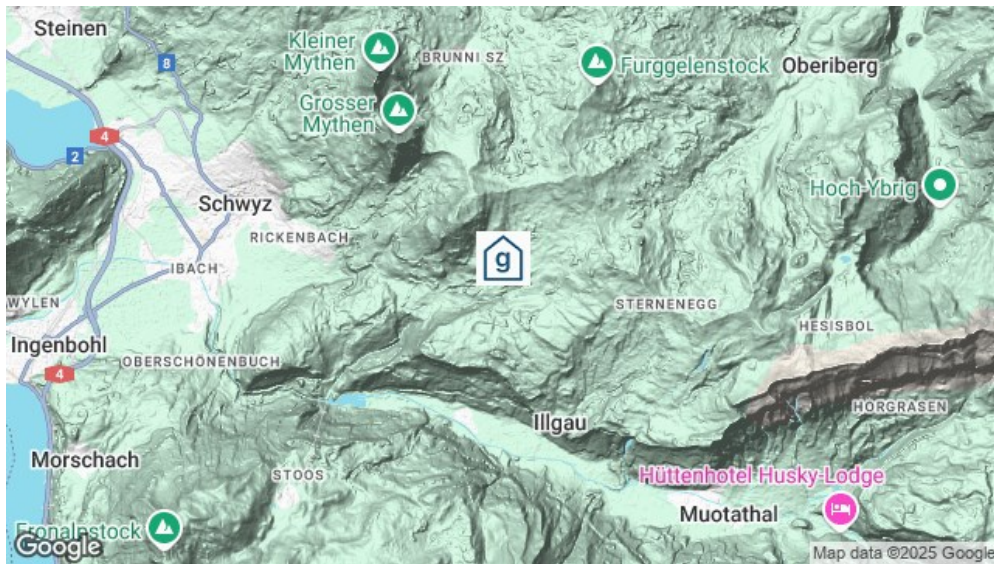 Steinen
8
Kleiner
Mythen
BRUNNI SZ
Furggelenstock
Oberiberg
Grosser
Mythen
4
2
Hoch-Ybrig
Schwyz
RICKENBACH
g
IBACH
WYLEN
STERNENEGG
HESISBOL
Ingenbohl
OBERSCHÖNENBUCH
4
HORGRASEN
Illgau
Morschach
STOOS
Hüttenhotel Husky-Lodge
Muotathal
Fronalpstock
Google
Map data ©2025 Google